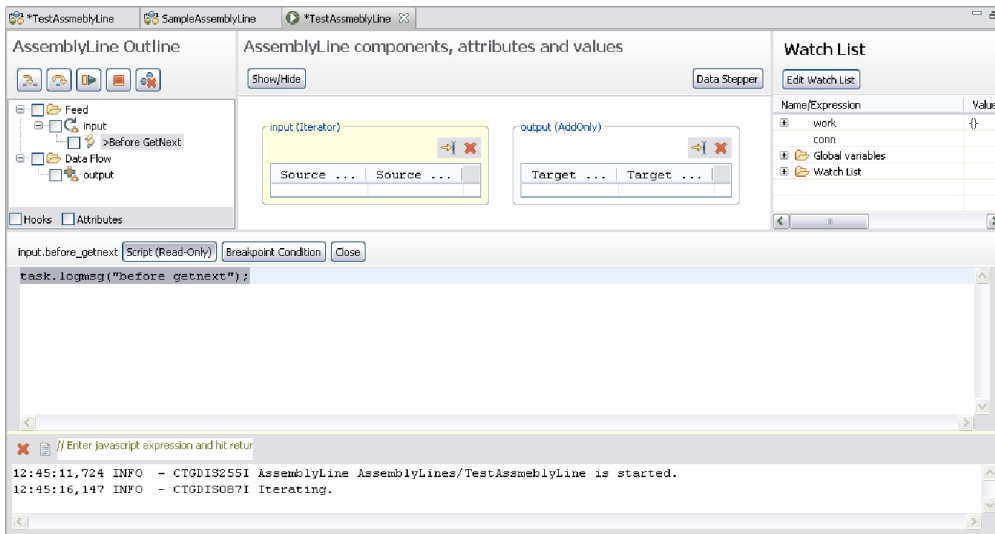 *TestAssmeblyLine SampleAssemblyLine *TestAssmeblyLine
AssemblyLine Outline
Feed
input
>Before GetNext
Data Flow
output
Hooks Attributes
AssemblyLine components, attributes and values
Show/Hide Data Stepper
input (Iterator)
Source ... Source ...
output (AddOnly)
Target ... Target ...
Watch List
Edit Watch List
Name/Expression Value
work {}
conn
Global variables
Watch List
input.before_getnext Script (Read-Only) Breakpoint Condition Close
task.logmsg("before getnext");
// Enter javascript expression and hit retur
12:45:11,724 INFO - CTGDIS255I AssemblyLine AssemblyLines/TestAssmeblyLine is started.
12:45:16,147 INFO - CTGDIS087I Iterating.